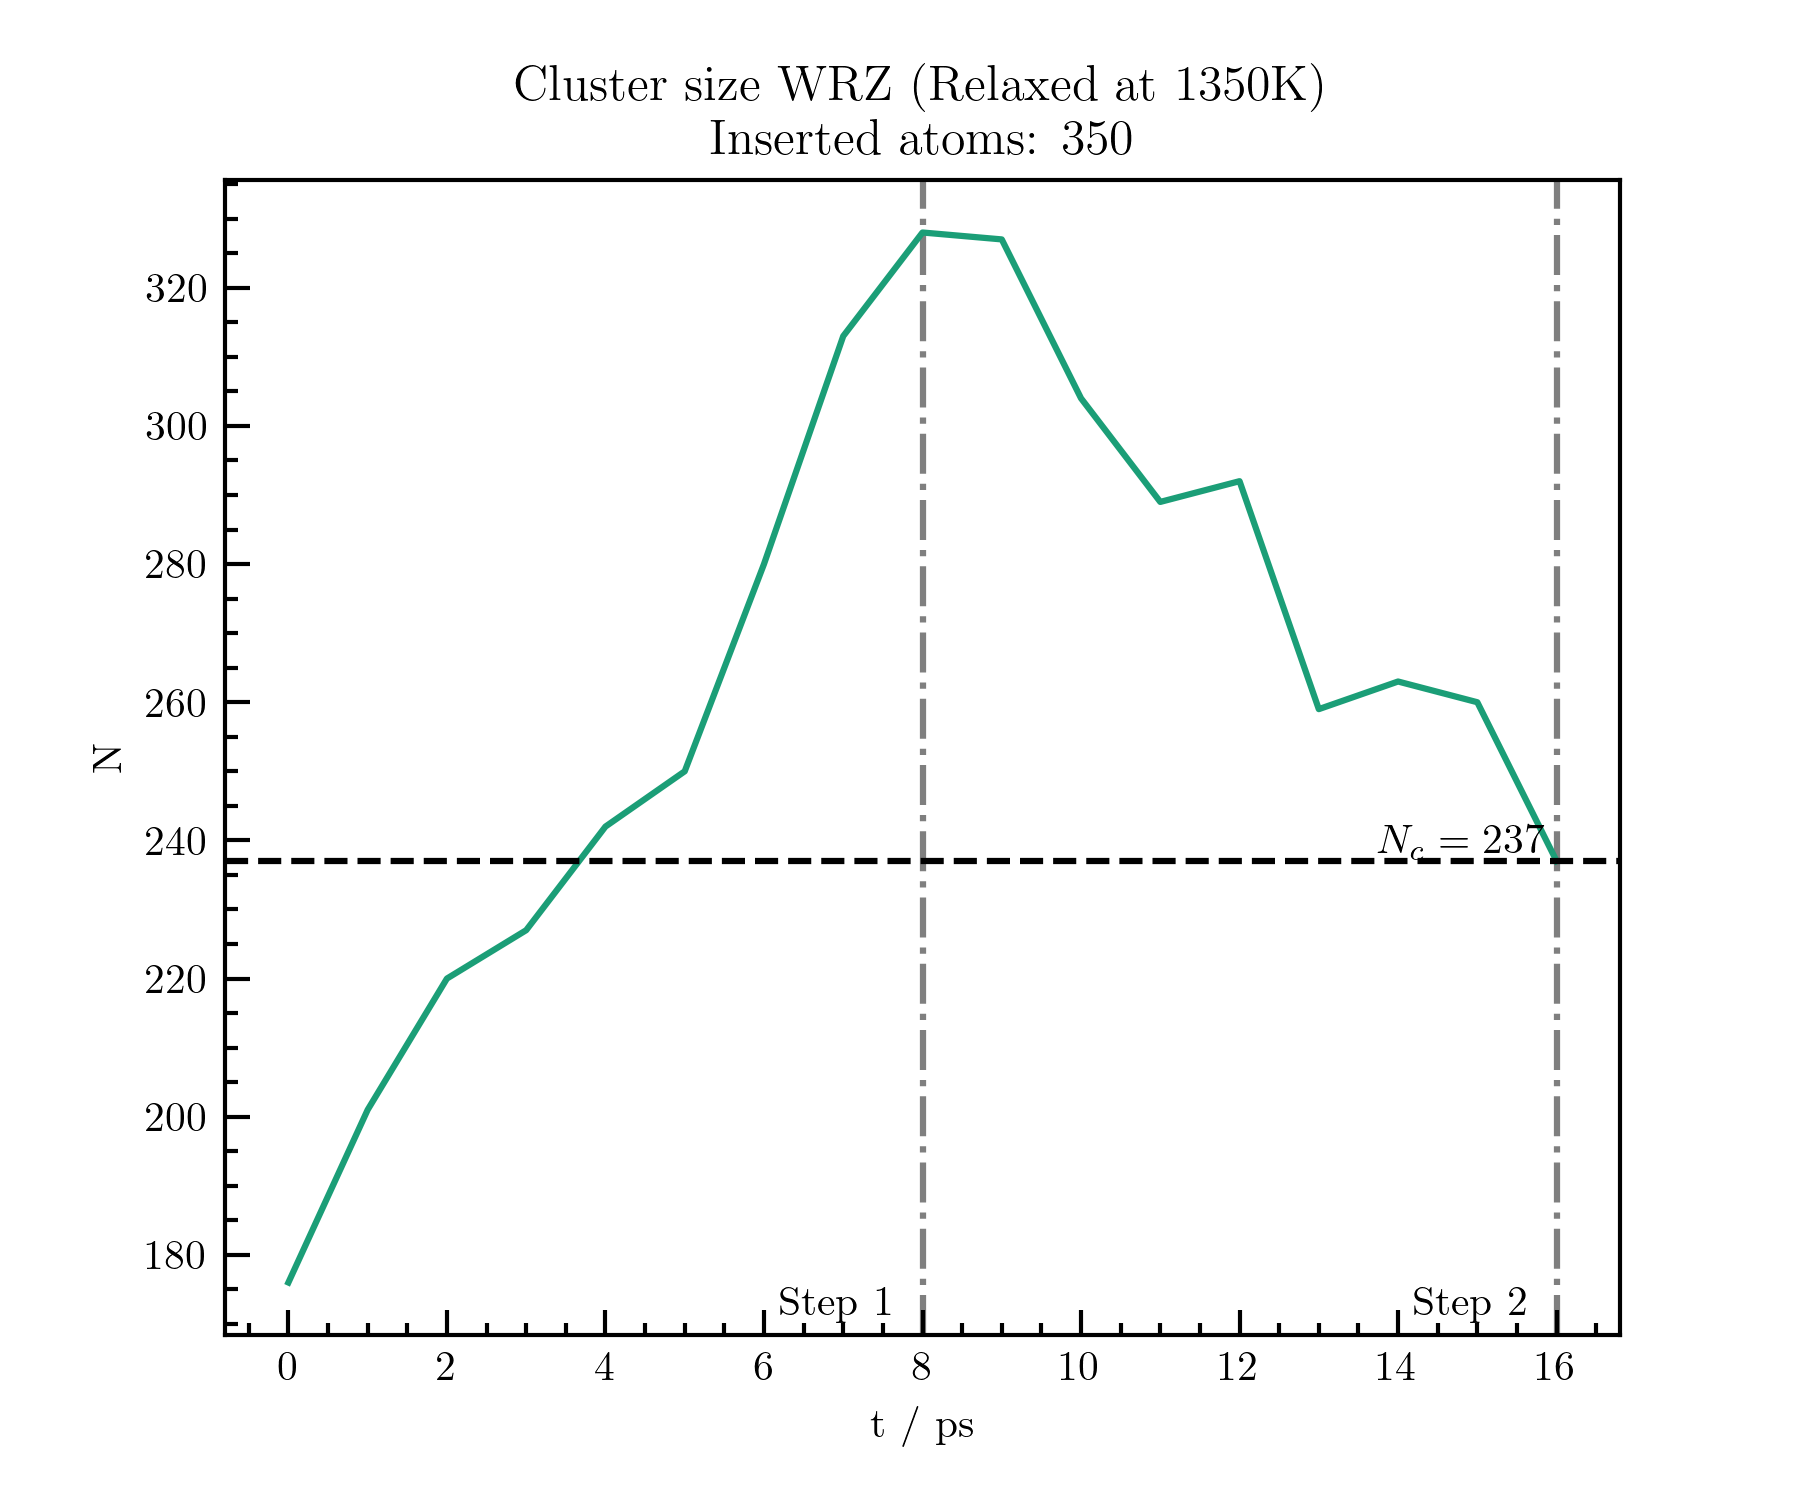 Cluster size WRZ (Relaxed at 1350K)
Inserted atoms: 350
320
300
280
260
240
220
200
180
N
N_c = 237
Step 1
Step 2
0 2 4 6 8 10 12 14 16
t / ps